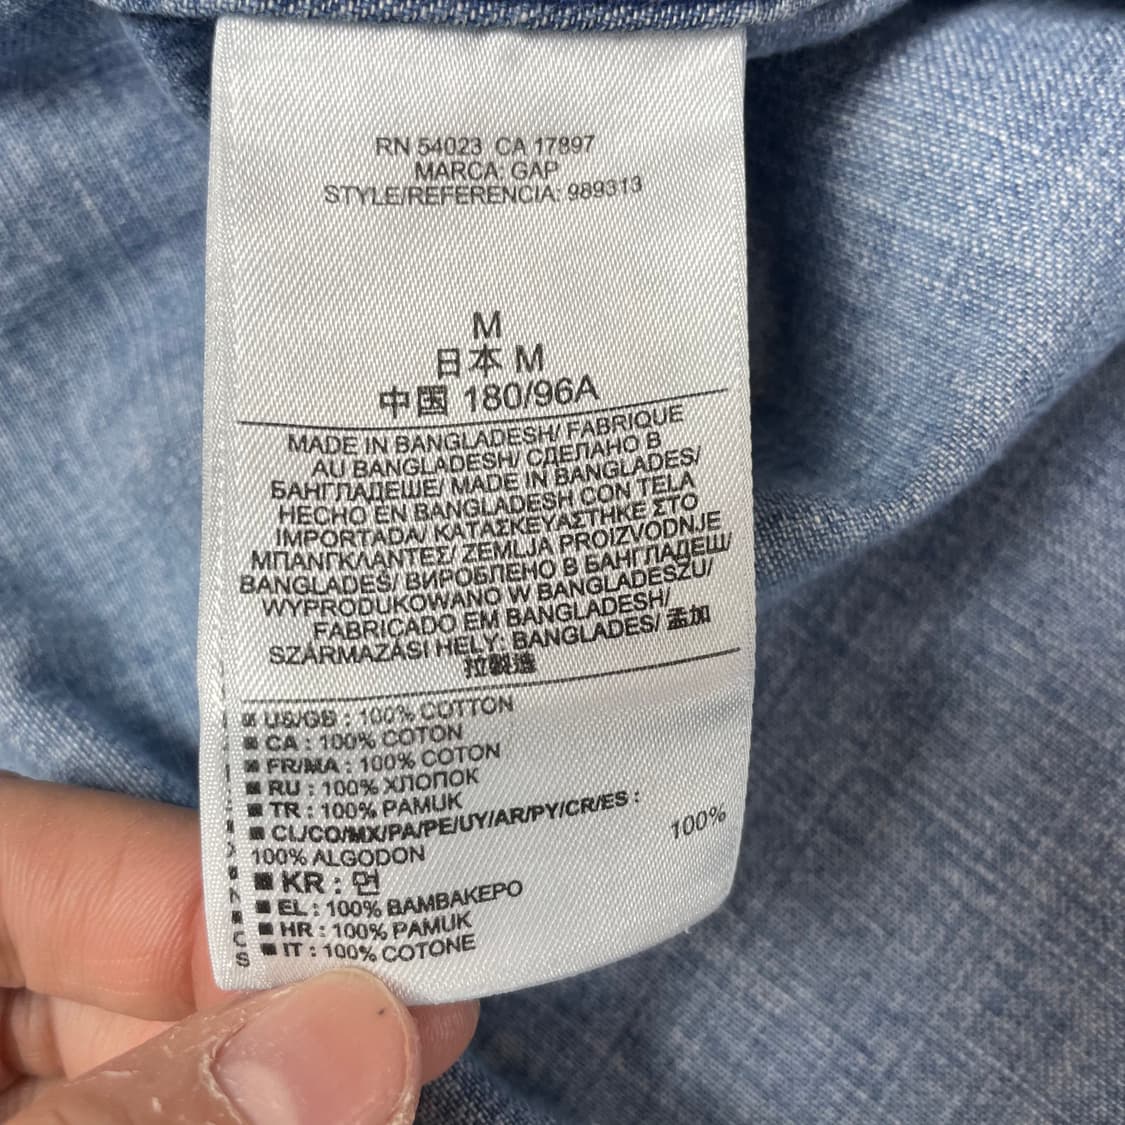 RN 54023 CA 17897
MARCA: GAP
STYLE/REFERENCIA: 989313
M
日本 M
中国 180/96A
MADE IN BANGLADESH/ FABRIQUE
AU BANGLADESH/ СДЕЛАНО В
БАНГЛАДЕШЕ/ MADE IN BANGLADES/
HECHO EN BANGLADESH CON TELA
IMPORTADA/ ΚΑΤΑΣΚΕΥΑΣΤΗΚΕ ΣΤΟ
ΜΠΑΝΓΚΛΑΝΤΕΣ/ ZEMLJA PROIZVODNJE
BANGLADEŠ/ ВИРОБЛЕНО В БАНГЛАДЕШ/
WYPRODUKOWANO W BANGLADESZU/
FABRICADO EM BANGLADESH/
SZÁRMAZÁSI HELY: BANGLADES/ 孟加
拉製造
■ US/GB : 100% COTTON
■ CA : 100% COTON
■ FR/MA : 100% COTON
■ RU : 100% ХЛОПОК
■ TR : 100% PAMUK
■ CL/CO/MX/PA/PE/UY/AR/PY/CR/ES :
100% ALGODON
■ KR : 면 100%
■ EL : 100% ΒΑΜΒΑΚΕΡΟ
■ HR : 100% PAMUK
■ IT : 100% COTONE